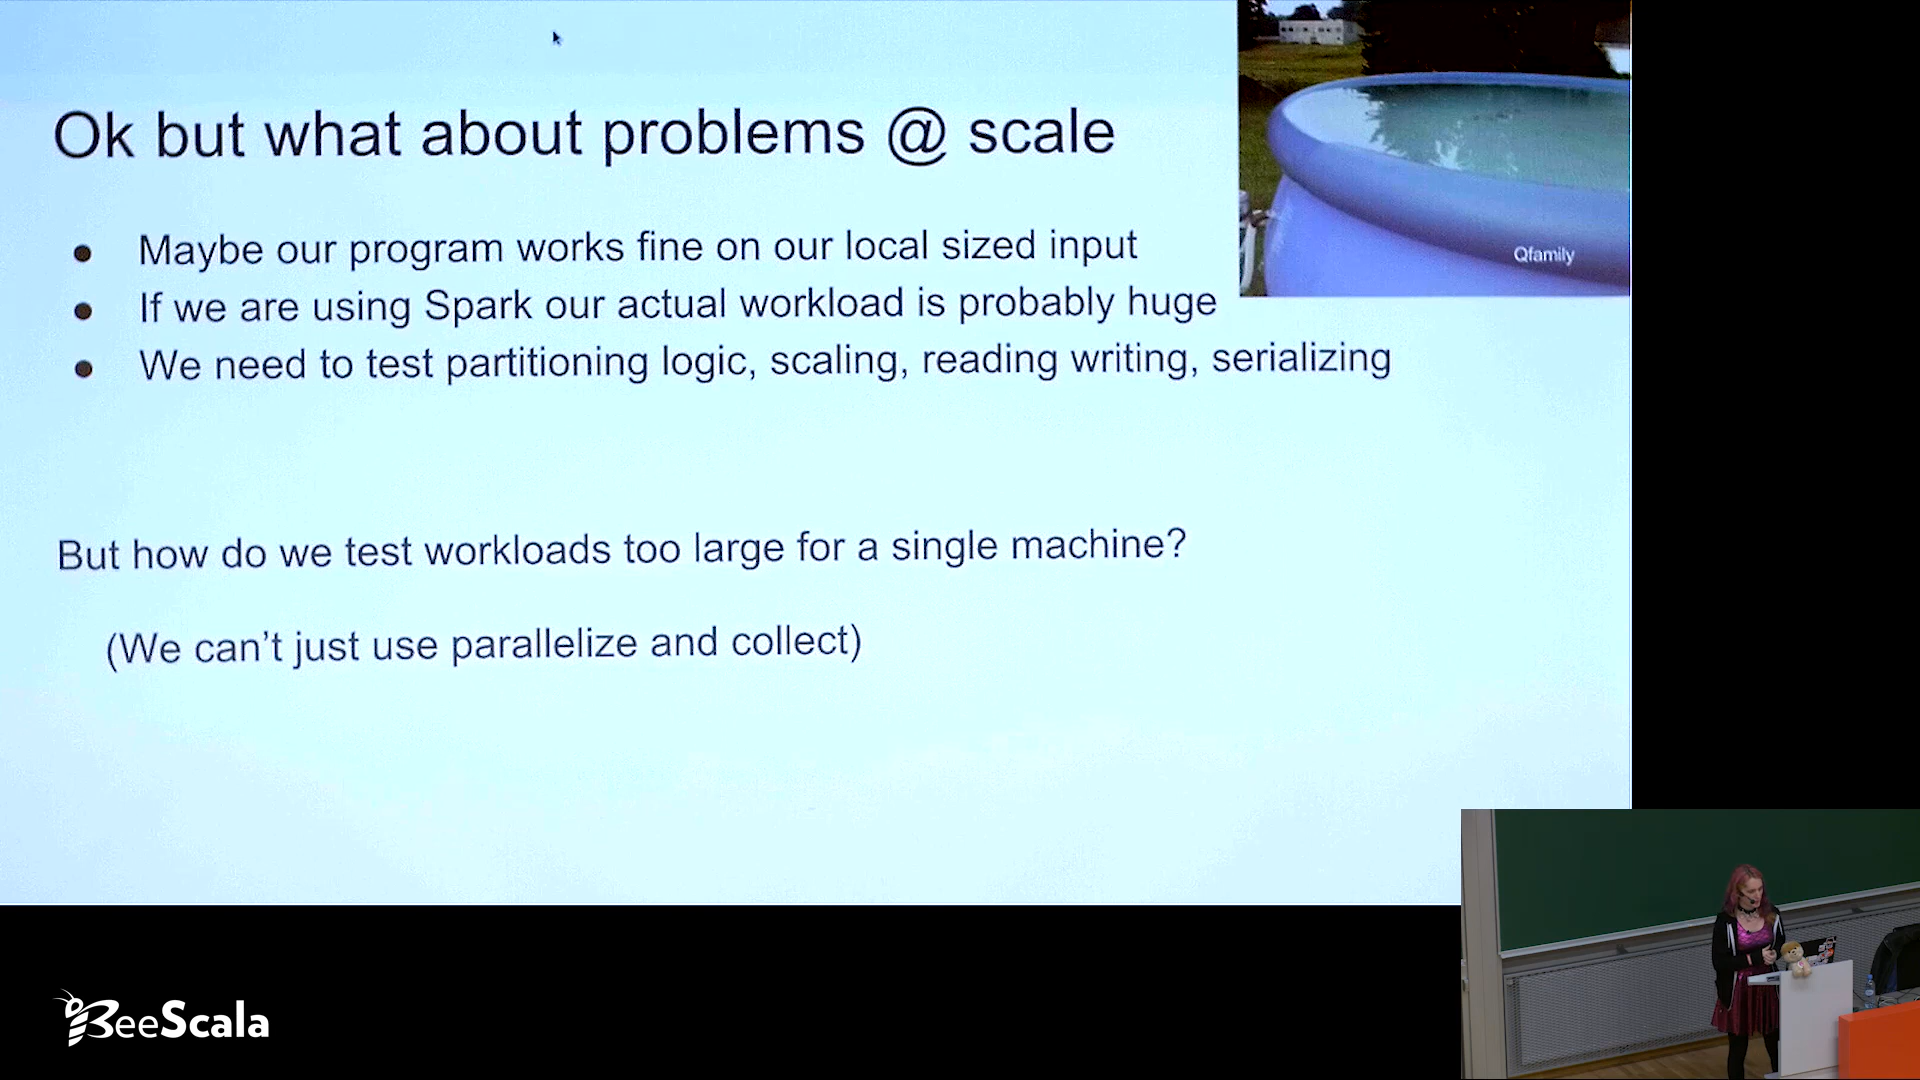 Ok but what about problems @ scale
Qfamily
● Maybe our program works fine on our local sized input
● If we are using Spark our actual workload is probably huge
● We need to test partitioning logic, scaling, reading writing, serializing
But how do we test workloads too large for a single machine?
(We can’t just use parallelize and collect)
BeeScala